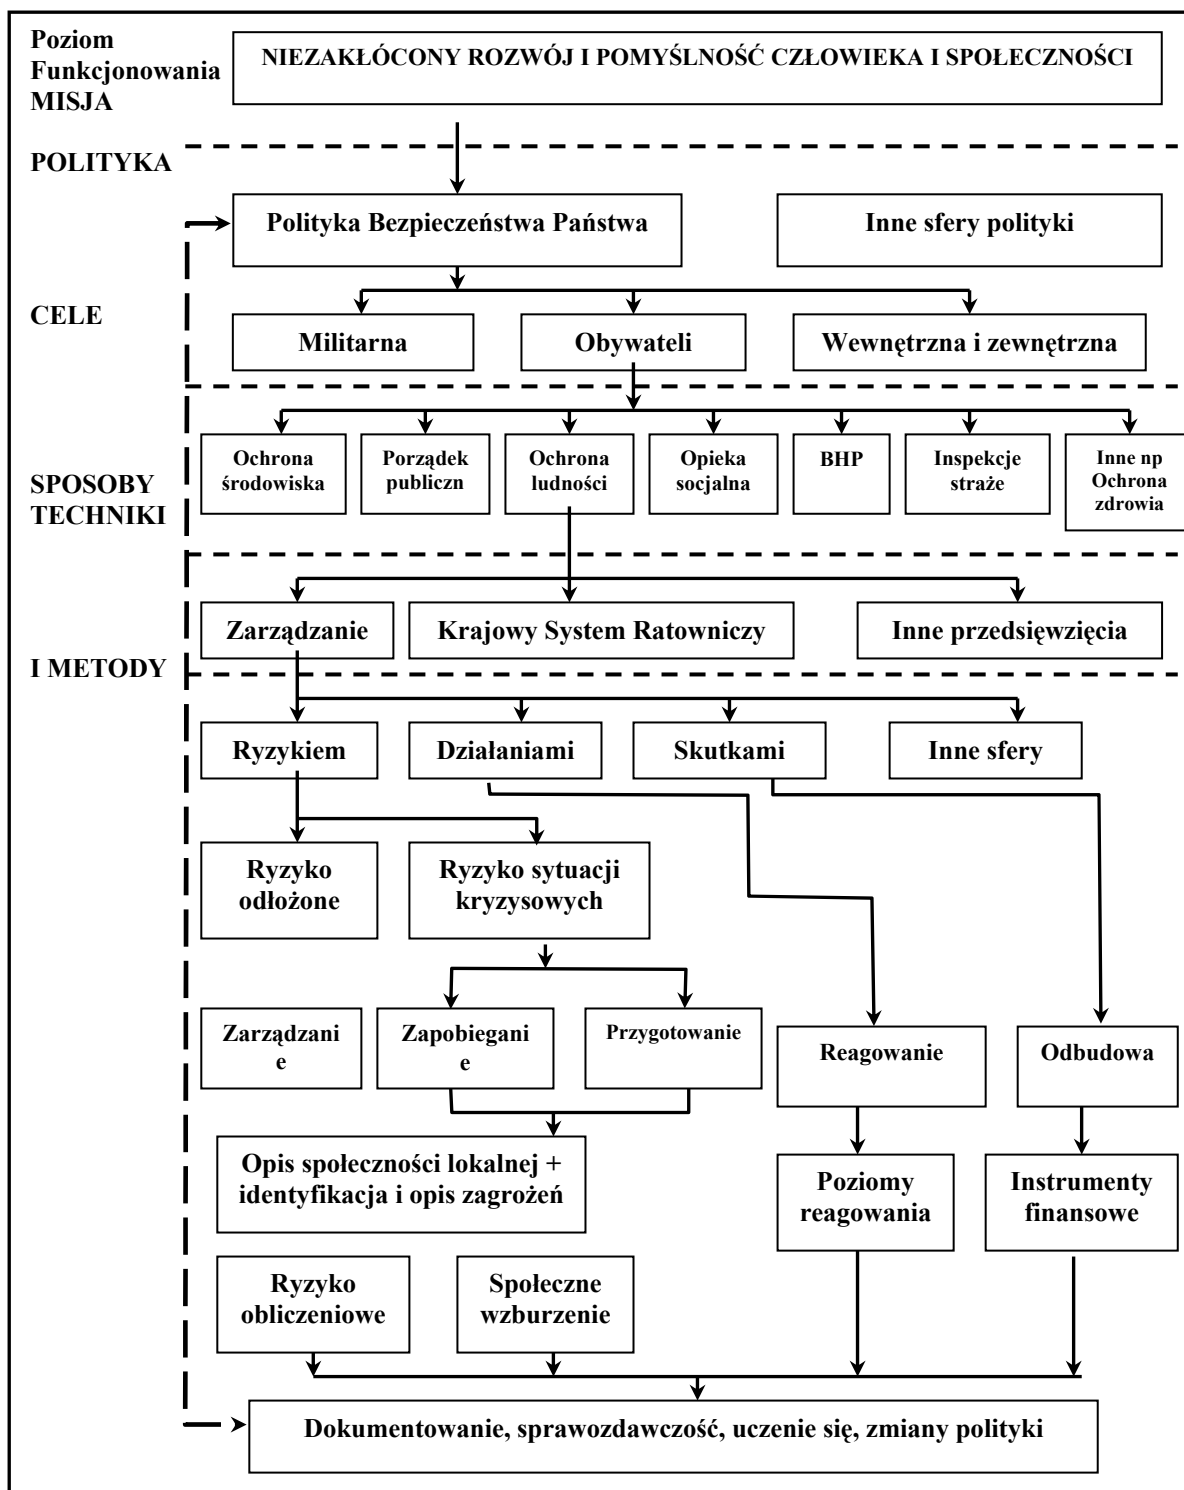 Poziom
Funkcjonowania
MISJA
NIEZAKŁÓCONY ROZWÓJ I POMYŚLNOŚĆ CZŁOWIEKA I SPOŁECZNOŚCI
POLITYKA
Polityka Bezpieczeństwa Państwa
Inne sfery polityki
CELE
Militarna
Obywateli
Wewnętrzna i zewnętrzna
SPOSOBY
TECHNIKI
Ochrona
środowiska
Porządek
publiczn
Ochrona
ludności
Opieka
socjalna
BHP
Inspekcje
straże
Inne np
Ochrona
zdrowia
I METODY
Zarządzanie
Krajowy System Ratowniczy
Inne przedsięwzięcia
Ryzykiem
Działaniami
Skutkami
Inne sfery
Ryzyko
odłożone
Ryzyko sytuacji
kryzysowych
Zarządzani
e
Zapobiegani
e
Przygotowanie
Reagowanie
Odbudowa
Opis społeczności lokalnej +
identyfikacja i opis zagrożeń
Poziomy
reagowania
Instrumenty
finansowe
Ryzyko
obliczeniowe
Społeczne
wzburzenie
Dokumentowanie, sprawozdawczość, uczenie się, zmiany polityki